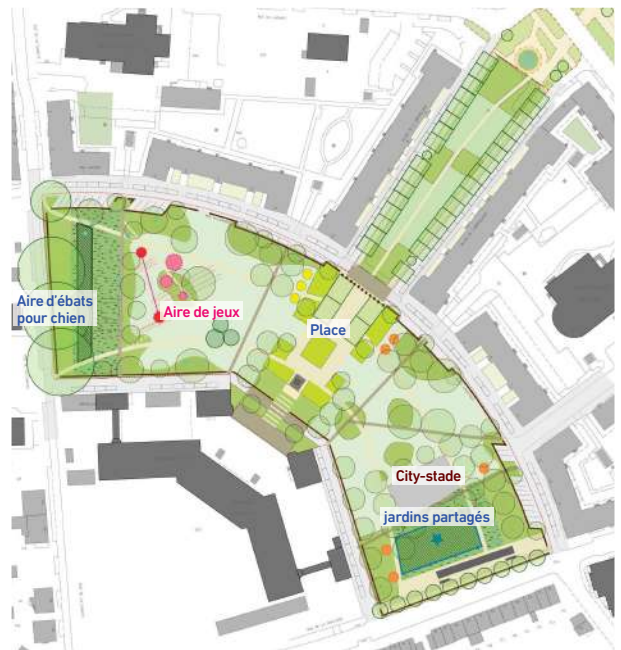 Aire d'ébats
pour chien
Aire de jeux
Place
City-stade
jardins partagés